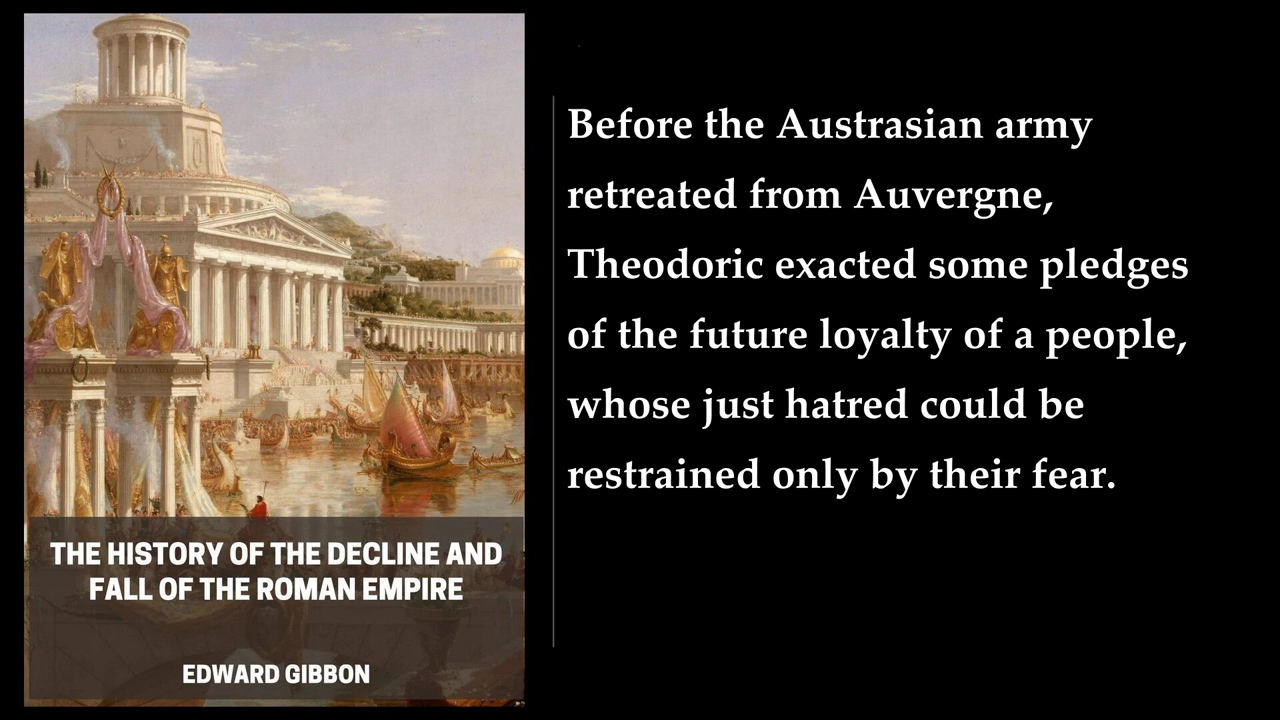 THE HISTORY OF THE DECLINE AND
FALL OF THE ROMAN EMPIRE
EDWARD GIBBON
Before the Austrasian army
retreated from Auvergne,
Theodoric exacted some pledges
of the future loyalty of a people,
whose just hatred could be
restrained only by their fear.